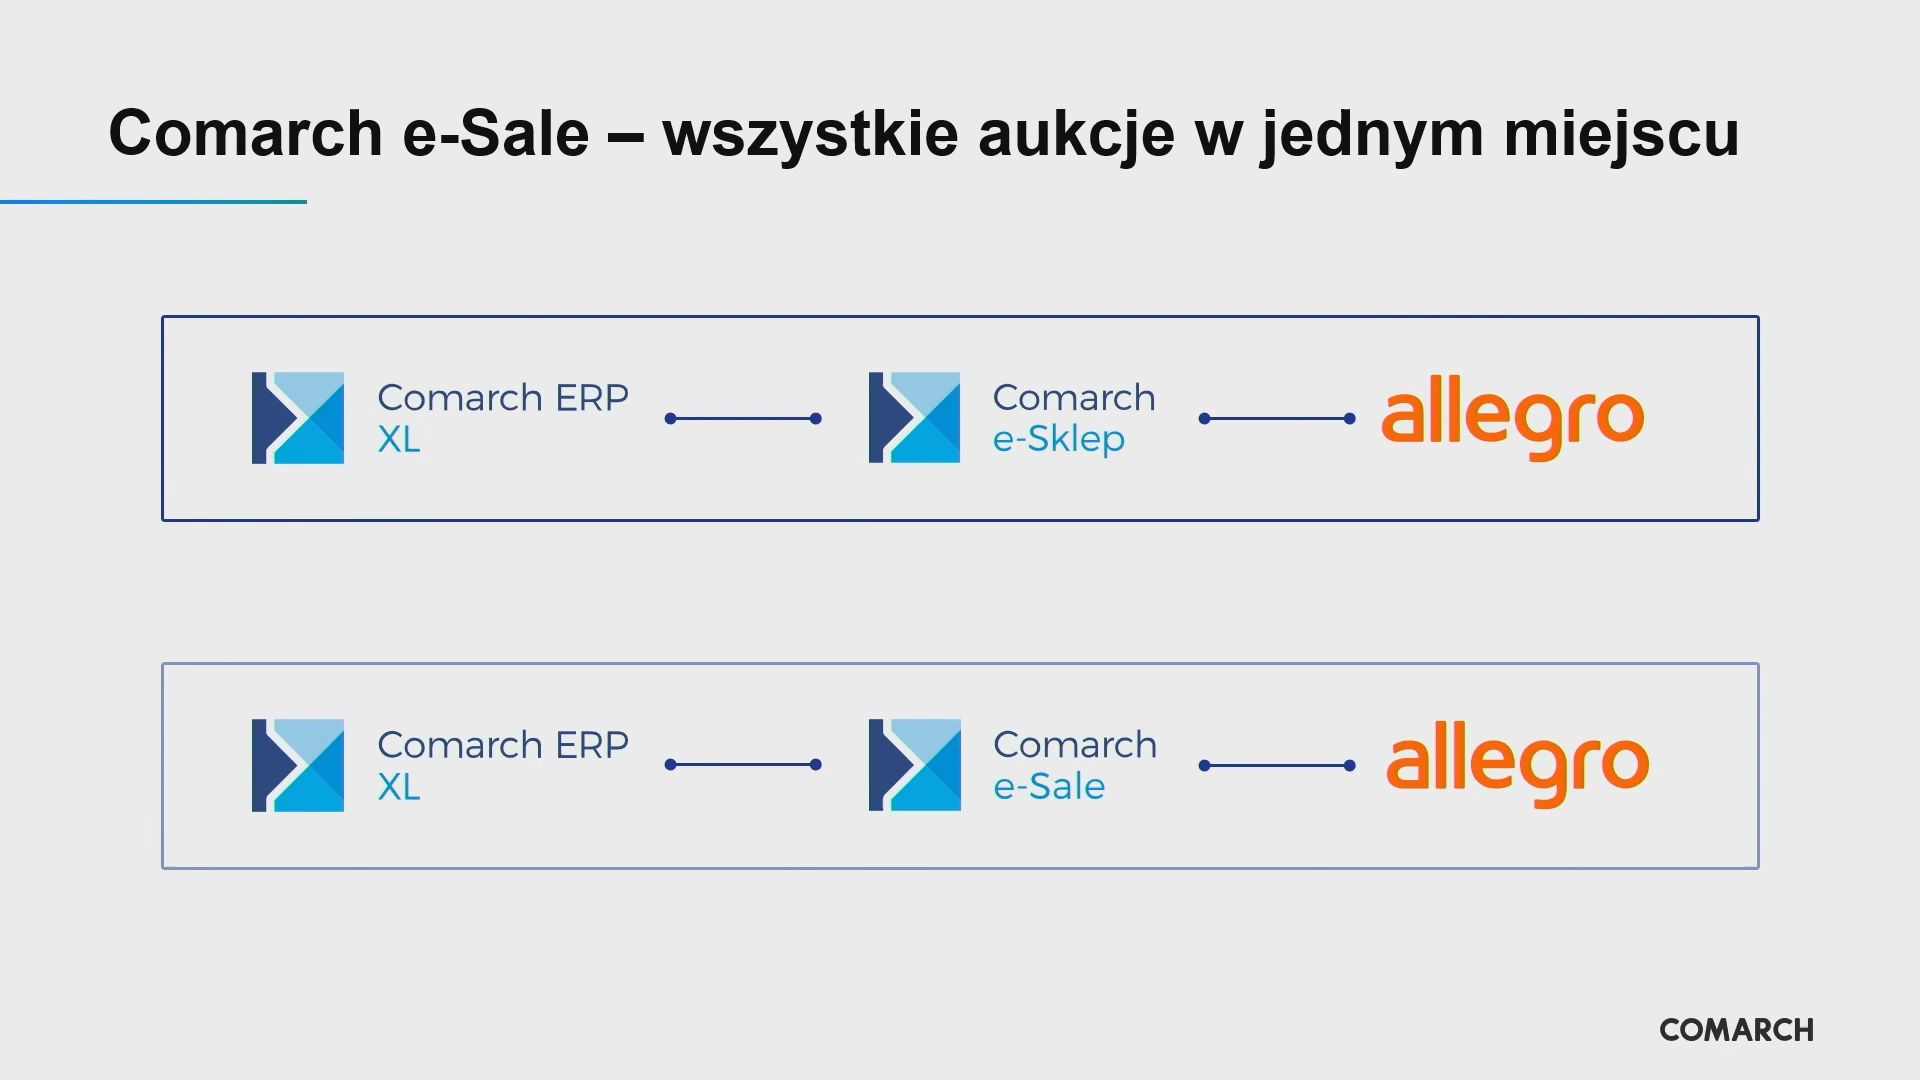 Comarch e-Sale – wszystkie aukcje w jednym miejscu
Comarch ERP
XL
Comarch
e-Sklep
allegro
Comarch ERP
XL
Comarch
e-Sale
allegro
COMARCH